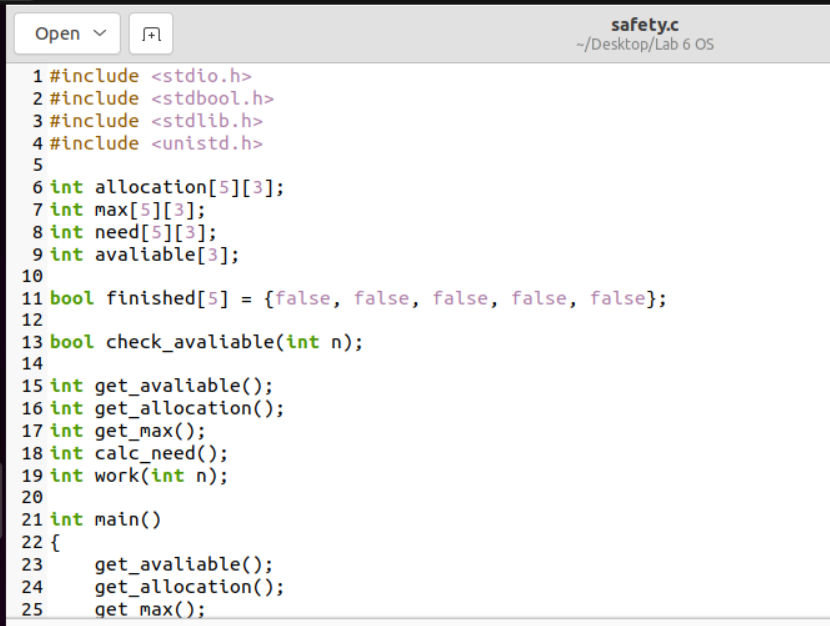 Open
safety.c
~/Desktop/Lab 6 OS
1 #include <stdio.h>
2 #include <stdbool.h>
3 #include <stdlib.h>
4 #include <unistd.h>
5
6 int allocation[5][3];
7 int max[5][3];
8 int need[5][3];
9 int avaliable[3];
10
11 bool finished[5] = {false, false, false, false, false};
12
13 bool check_avaliable(int n);
14
15 int get_avaliable();
16 int get_allocation();
17 int get_max();
18 int calc_need();
19 int work(int n);
20
21 int main()
22 {
23     get_avaliable();
24     get_allocation();
25     get_max();